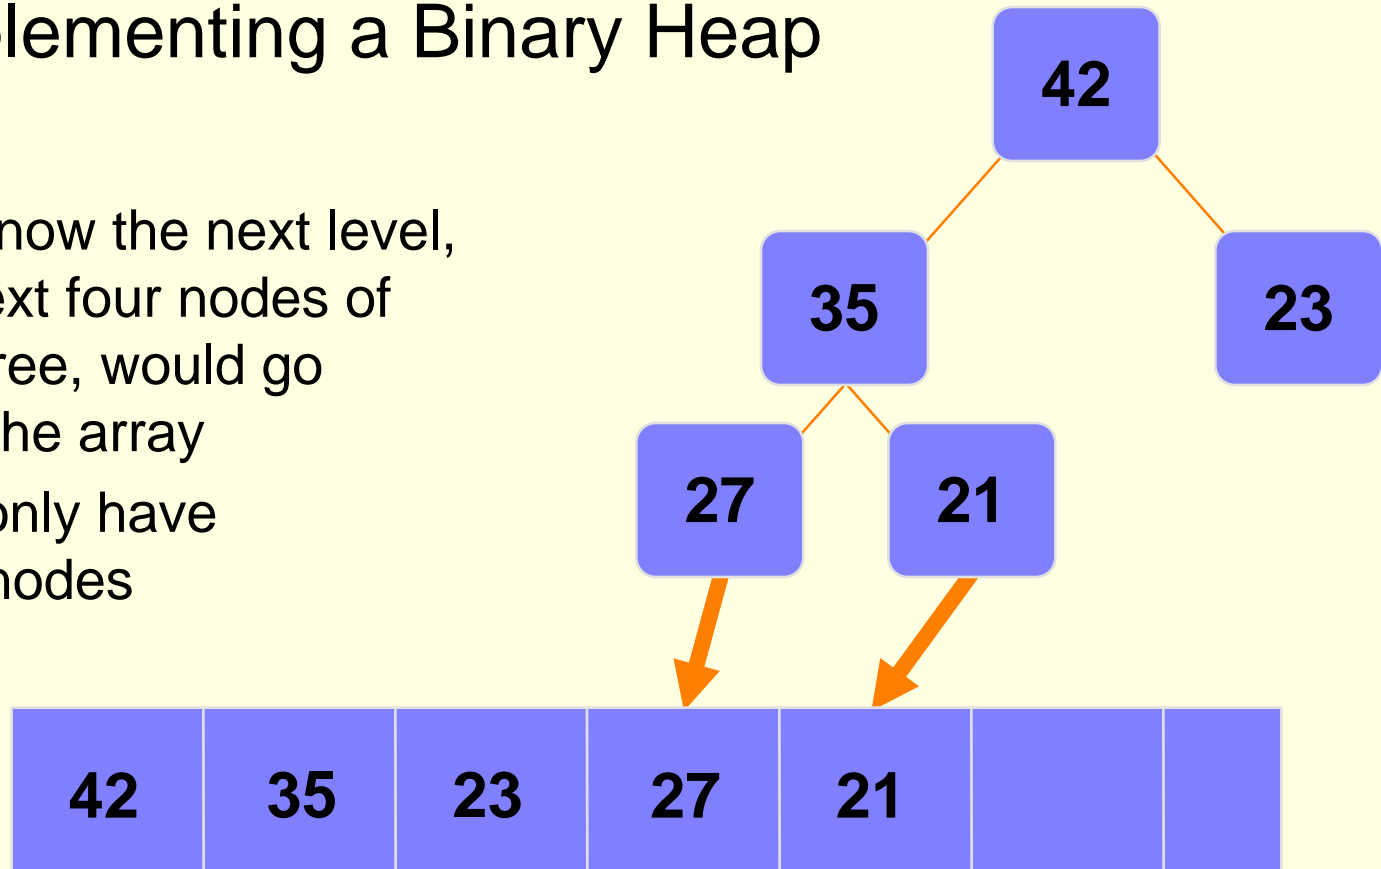 lementing a Binary Heap
now the next level,
ext four nodes of
ree, would go
he array
only have
nodes
42
35
23
27
21
42 35 23 27 21